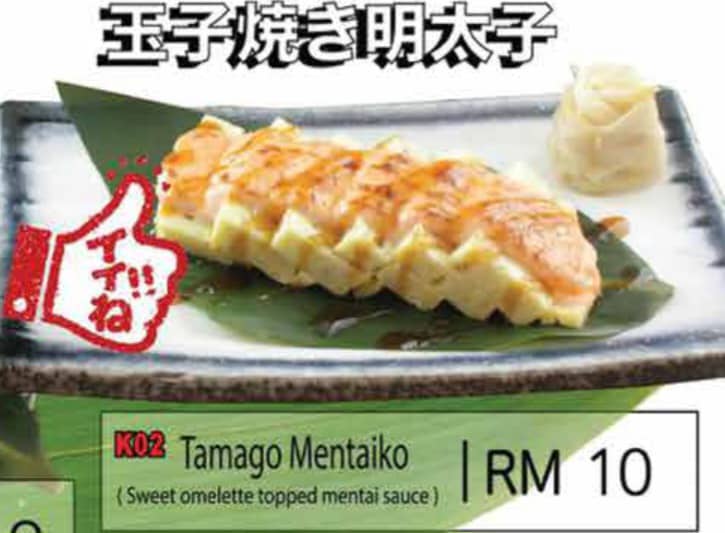 玉子焼き明太子
イイ!!
ね
K02 Tamago Mentaiko
( Sweet omelette topped mentai sauce )
RM 10